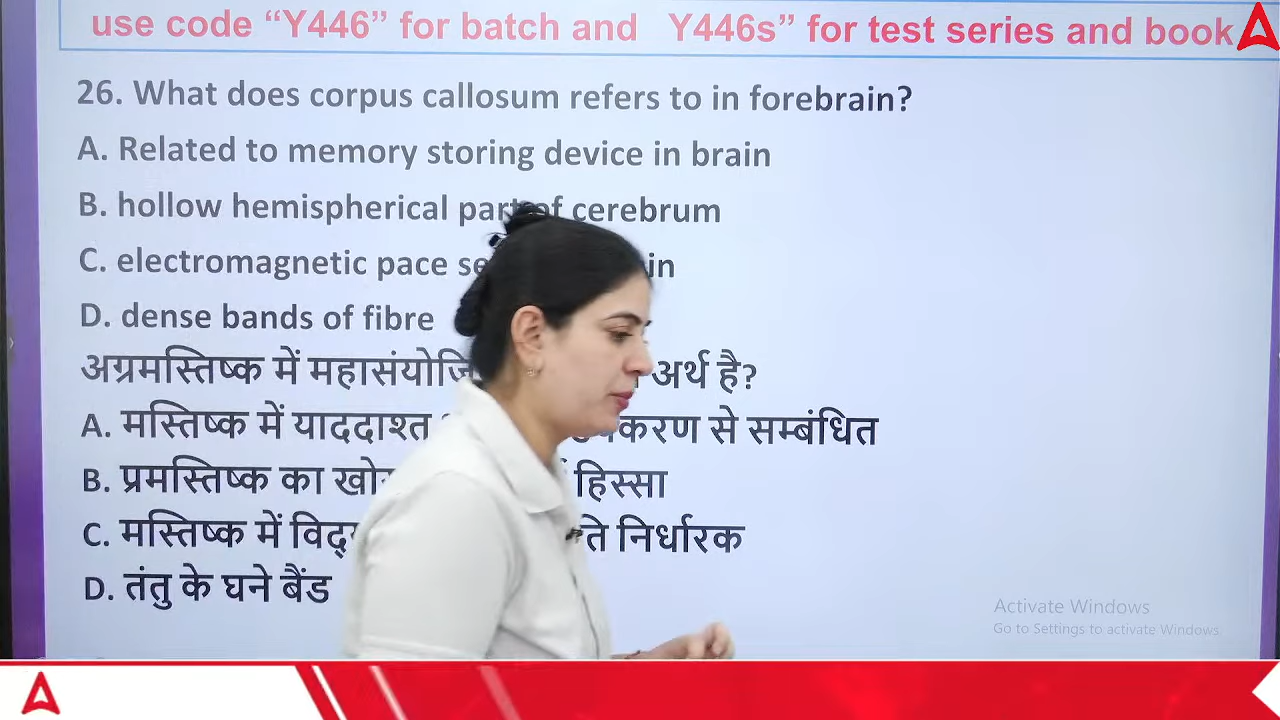 use code “Y446” for batch and Y446s” for test series and book
26. What does corpus callosum refers to in forebrain?
A. Related to memory storing device in brain
B. hollow hemispherical part of cerebrum
C. electromagnetic pace in
D. dense bands of fibre
अग्रमस्तिष्क में अर्थ है?
A. मस्तिष्क में याददाश्त से सम्बंधित
B. प्रमस्तिष्क का हिस्सा
C. मस्तिष्क में निर्धारक
D. तंतु के घने बैंड
Activate Windows
Go to Settings to activate Windows.